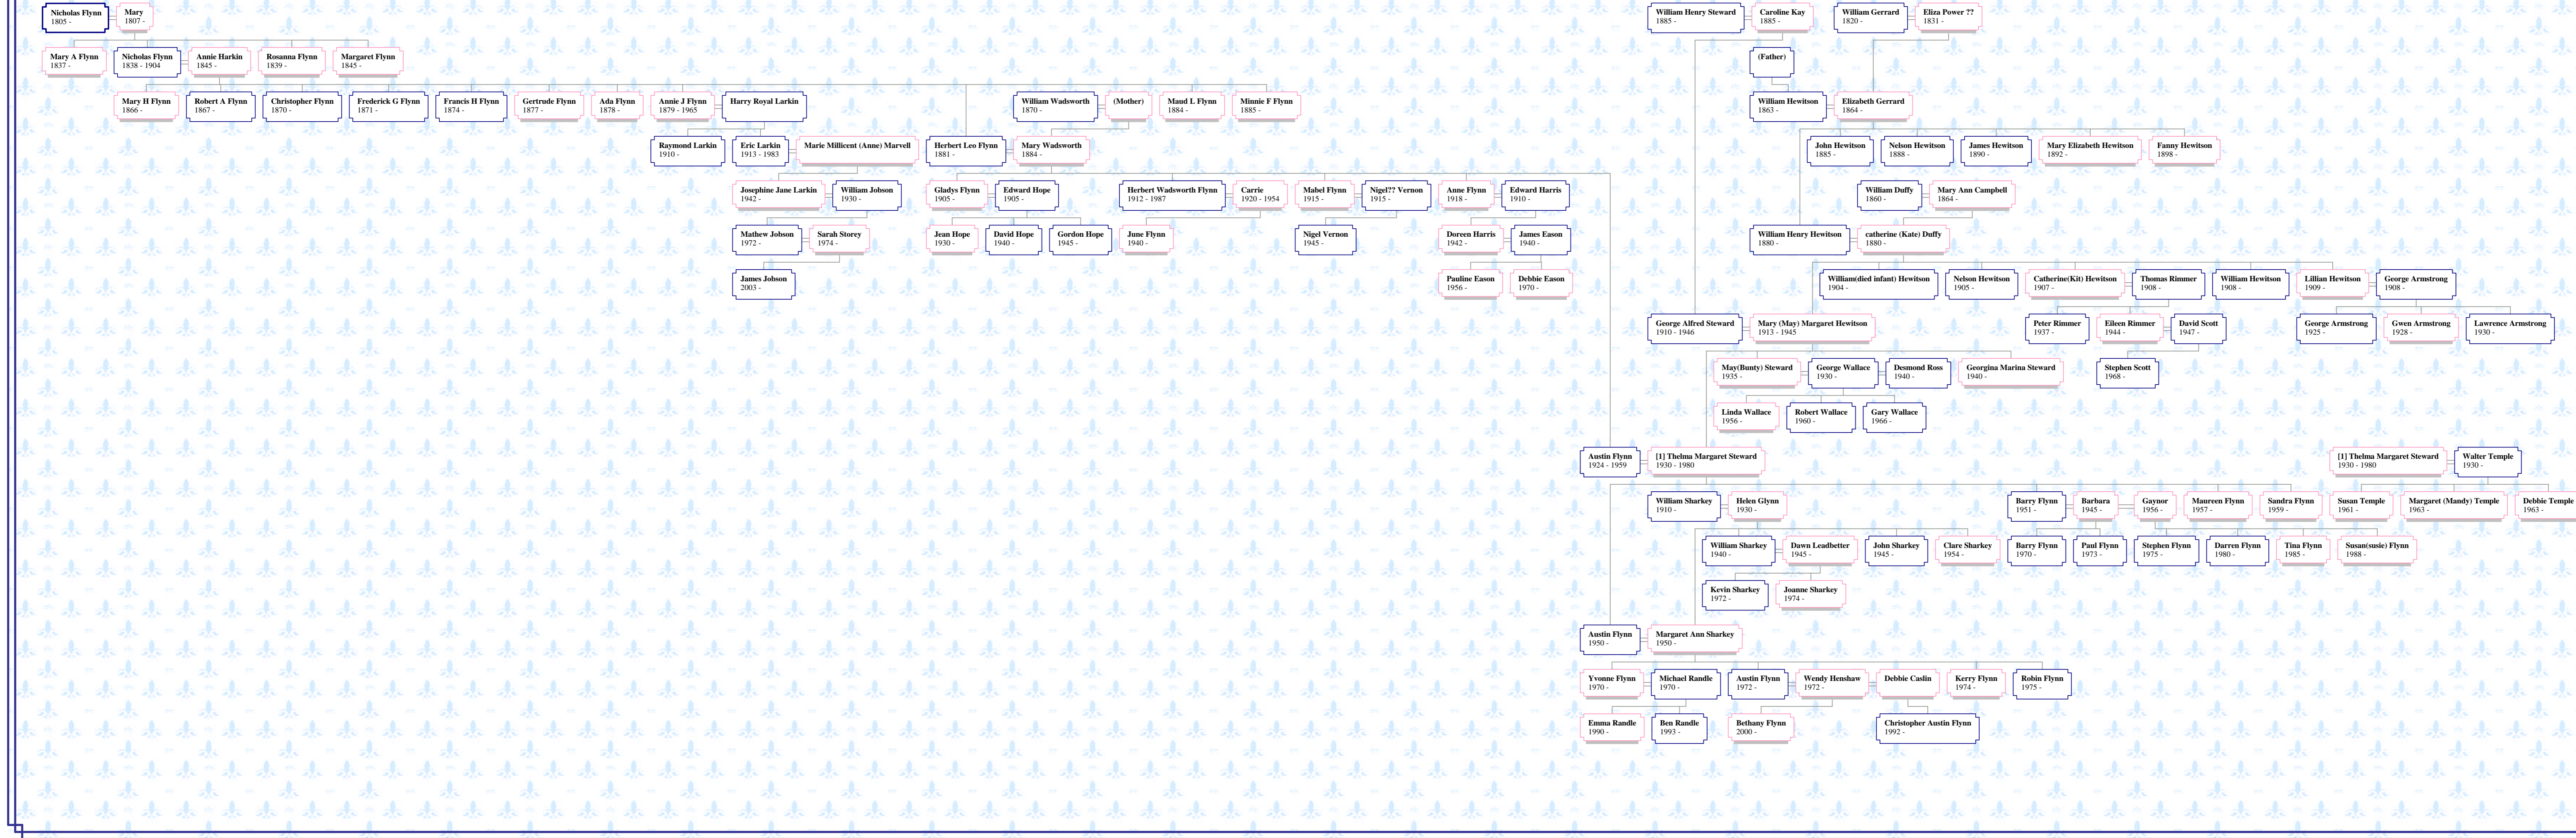 Nicholas Flynn
1805 -
Mary
1807 -
William Henry Steward
1885 -
Caroline Kay
1885 -
William Gerrard
1820 -
Eliza Power ??
1831 -
Mary A Flynn
1837 -
Nicholas Flynn
1838 - 1904
Annie Harkin
1845 -
Rosanna Flynn
1839 -
Margaret Flynn
1845 -
(Father)
Mary H Flynn
1866 -
Robert A Flynn
1867 -
Christopher Flynn
1870 -
Frederick G Flynn
1871 -
Francis H Flynn
1874 -
Gertrude Flynn
1877 -
Ada Flynn
1878 -
Annie J Flynn
1879 - 1965
Harry Royal Larkin
William Wadsworth
1870 -
(Mother)
Maud L Flynn
1884 -
Minnie F Flynn
1885 -
William Hewitson
1863 -
Elizabeth Gerrard
1864 -
Raymond Larkin
1910 -
Eric Larkin
1913 - 1983
Marie Millicent (Anne) Marvell
Herbert Leo Flynn
1881 -
Mary Wadsworth
1884 -
John Hewitson
1885 -
Nelson Hewitson
1888 -
James Hewitson
1890 -
Mary Elizabeth Hewitson
1892 -
Fanny Hewitson
1898 -
Josephine Jane Larkin
1942 -
William Jobson
1930 -
Gladys Flynn
1905 -
Edward Hope
1905 -
Herbert Wadsworth Flynn
1912 - 1987
Carrie
1920 - 1954
Mabel Flynn
1915 -
Nigel?? Vernon
1915 -
Anne Flynn
1918 -
Edward Harris
1910 -
William Duffy
1860 -
Mary Ann Campbell
1864 -
Mathew Jobson
1972 -
Sarah Storey
1974 -
Jean Hope
1930 -
David Hope
1940 -
Gordon Hope
1945 -
June Flynn
1940 -
Nigel Vernon
1945 -
Doreen Harris
1942 -
James Eason
1940 -
William Henry Hewitson
1880 -
catherine (Kate) Duffy
1880 -
James Jobson
2003 -
Pauline Eason
1956 -
Debbie Eason
1970 -
William(died infant) Hewitson
1904 -
Nelson Hewitson
1905 -
Catherine(Kit) Hewitson
1907 -
Thomas Rimmer
1908 -
William Hewitson
1908 -
Lillian Hewitson
1909 -
George Armstrong
1908 -
George Alfred Steward
1910 - 1946
Mary (May) Margaret Hewitson
1913 - 1945
Peter Rimmer
1937 -
Eileen Rimmer
1944 -
David Scott
1947 -
George Armstrong
1925 -
Gwen Armstrong
1928 -
Lawrence Armstrong
1930 -
May(Bunty) Steward
1935 -
George Wallace
1930 -
Desmond Ross
1940 -
Georgina Marina Steward
1940 -
Stephen Scott
1968 -
Linda Wallace
1956 -
Robert Wallace
1960 -
Gary Wallace
1966 -
Austin Flynn
1924 - 1959
[1] Thelma Margaret Steward
1930 - 1980
[1] Thelma Margaret Steward
1930 - 1980
Walter Temple
1930 -
William Sharkey
1910 -
Helen Glynn
1930 -
Barry Flynn
1951 -
Barbara
1945 -
Gaynor
1956 -
Maureen Flynn
1957 -
Sandra Flynn
1959 -
Susan Temple
1961 -
Margaret (Mandy) Temple
1963 -
Debbie Temple
1963 -
William Sharkey
1940 -
Dawn Leadbetter
1945 -
John Sharkey
1945 -
Clare Sharkey
1954 -
Barry Flynn
1970 -
Paul Flynn
1973 -
Stephen Flynn
1975 -
Darren Flynn
1980 -
Tina Flynn
1985 -
Susan(susie) Flynn
1988 -
Kevin Sharkey
1972 -
Joanne Sharkey
1974 -
Austin Flynn
1950 -
Margaret Ann Sharkey
1950 -
Yvonne Flynn
1970 -
Michael Randle
1970 -
Austin Flynn
1972 -
Wendy Henshaw
1972 -
Debbie Caslin
Kerry Flynn
1974 -
Robin Flynn
1975 -
Emma Randle
1990 -
Ben Randle
1993 -
Bethany Flynn
2000 -
Christopher Austin Flynn
1992 -